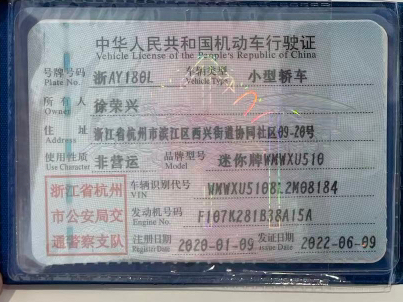 中华人民共和国机动车行驶证
Vehicle License of the People's Republic of China
号牌号码 浙AY180L 车辆类型 小型轿车
Plate No. Vehicle Type
所有人 徐荣兴
Owner
住址 浙江省杭州市滨江区西兴街道协同社区09-20号
Address
使用性质 非营运 品牌型号 迷你牌WMWXU510
Use Character Model
浙江省杭州
市公安局交
通警察支队
车辆识别代号 WMWXU5108L2M08184
VIN
发动机号码 F107K281B38A15A
Engine No.
注册日期 2020-01-09 发证日期 2022-06-09
Register Date Issue Date